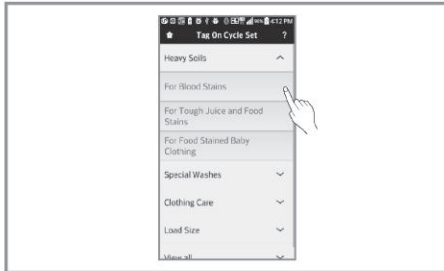 4:12 PM
Tag On Cycle Set ?
Heavy Soils
For Blood Stains
For Tough Juice and Food
Stains
For Food Stained Baby
Clothing
Special Washes
Clothing Care
Load Size
View all